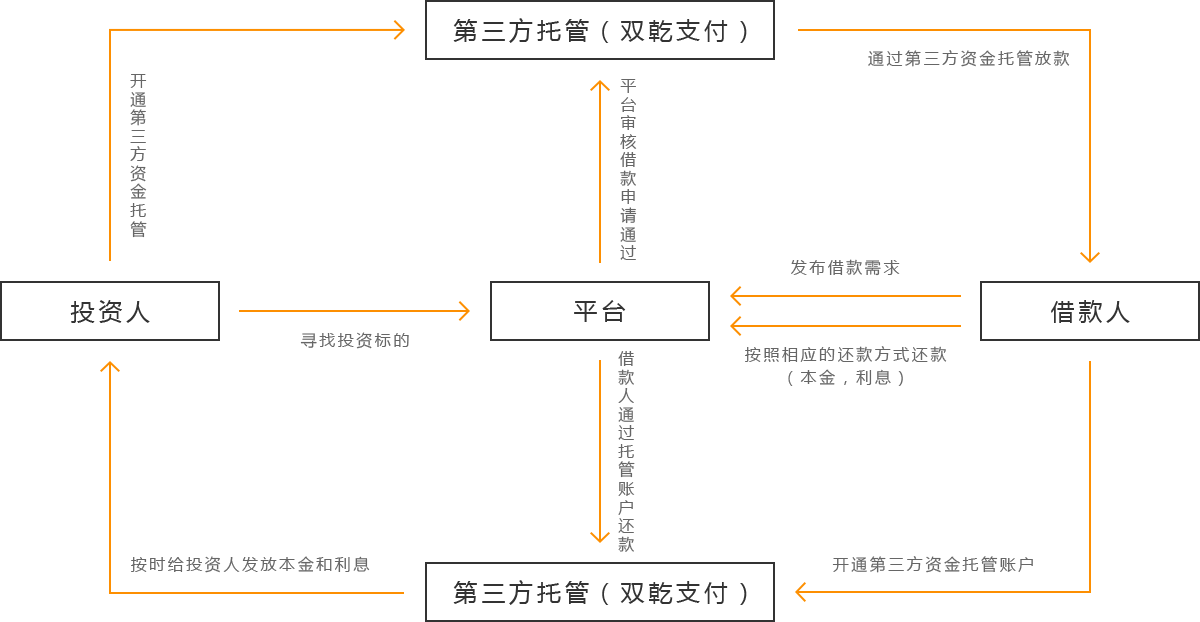 第三方托管（双乾支付）
通过第三方资金托管放款
开通第三方资金托管
平台审核借款申请通过
发布借款需求
投资人
平台
借款人
寻找投资标的
按照相应的还款方式还款
（本金，利息）
借款人通过托管账户还款
按时给投资人发放本金和利息
开通第三方资金托管账户
第三方托管（双乾支付）